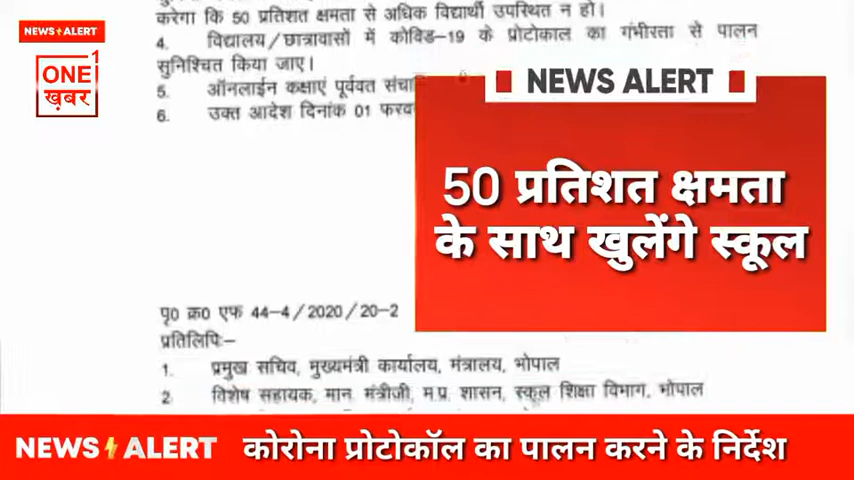 करेगा कि 50 प्रतिशत क्षमता से अधिक विद्यार्थी उपस्थित न हो।
4. विद्यालय/छात्रावासों में कोविड-19 के प्रोटोकाल का गंभीरता से पालन
सुनिश्चित किया जाए।
5. ऑनलाईन कक्षाएं पूर्ववत
6. उक्त आदेश दिनांक 01
NEWS ALERT
ONE 1
ख़बर
NEWS ALERT
50 प्रतिशत क्षमता
के साथ खुलेंगे स्कूल
पृ0 क्र0 एफ 44-4/2020/20-2
प्रतिलिपिः-
1. प्रमुख सचिव, मुख्यमंत्री कार्यालय, मंत्रालय, भोपाल
2 विशेष सहायक, मान. मंत्रीजी, म.प्र. शासन, स्कूल शिक्षा विभाग, भोपाल
NEWS ALERT कोरोना प्रोटोकॉल का पालन करने के निर्देश